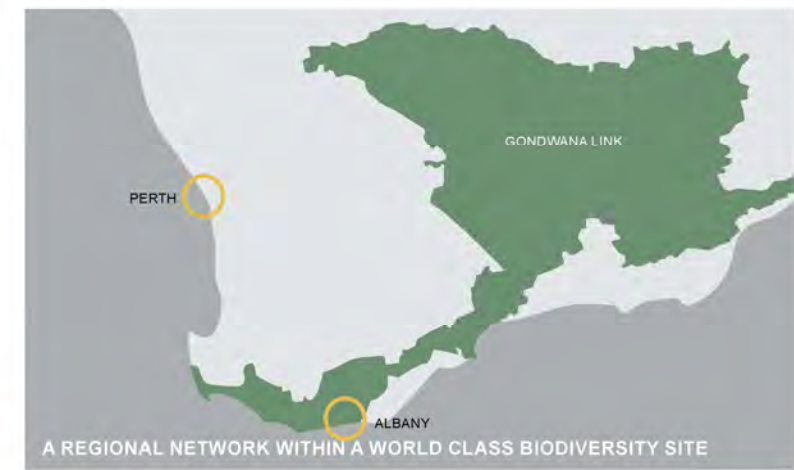 GONDWANA LINK
PERTH
ALBANY
A REGIONAL NETWORK WITHIN A WORLD CLASS BIODIVERSITY SITE